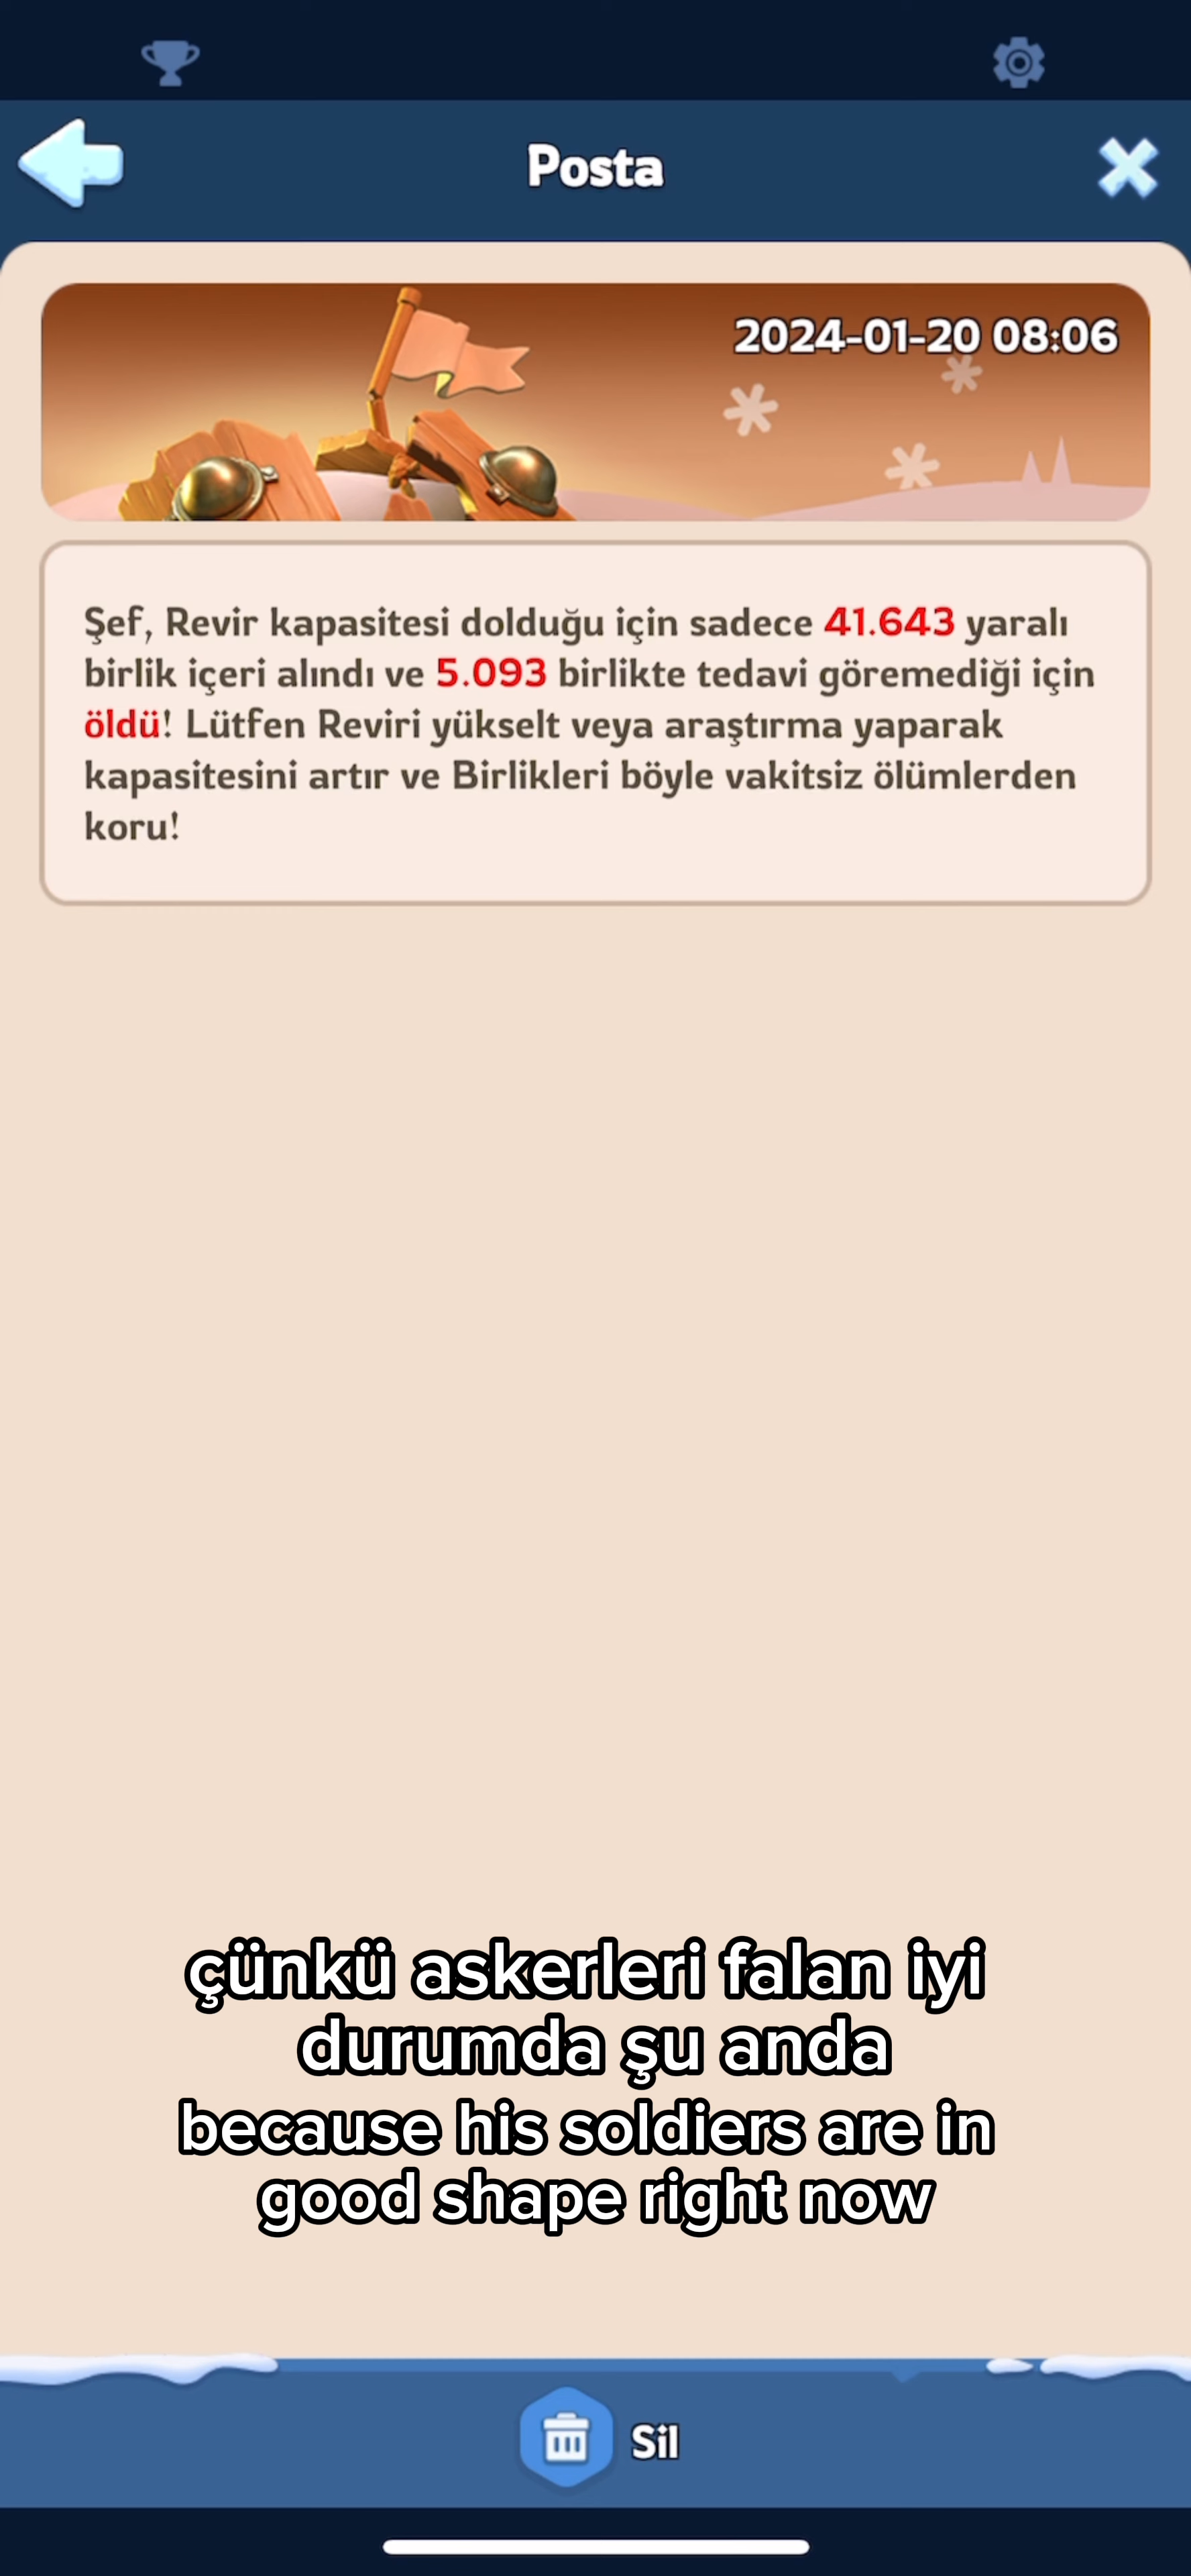 Posta
2024-01-20 08:06
Şef, Revir kapasitesi dolduğu için sadece 41.643 yaralı
birlik içeri alındı ve 5.093 birlikte tedavi göremediği için
öldü! Lütfen Reviri yükselt veya araştırma yaparak
kapasitesini artır ve Birlikleri böyle vakitsiz ölümlerden
koru!
çünkü askerleri falan iyi
durumda şu anda
because his soldiers are in
good shape right now
Sil